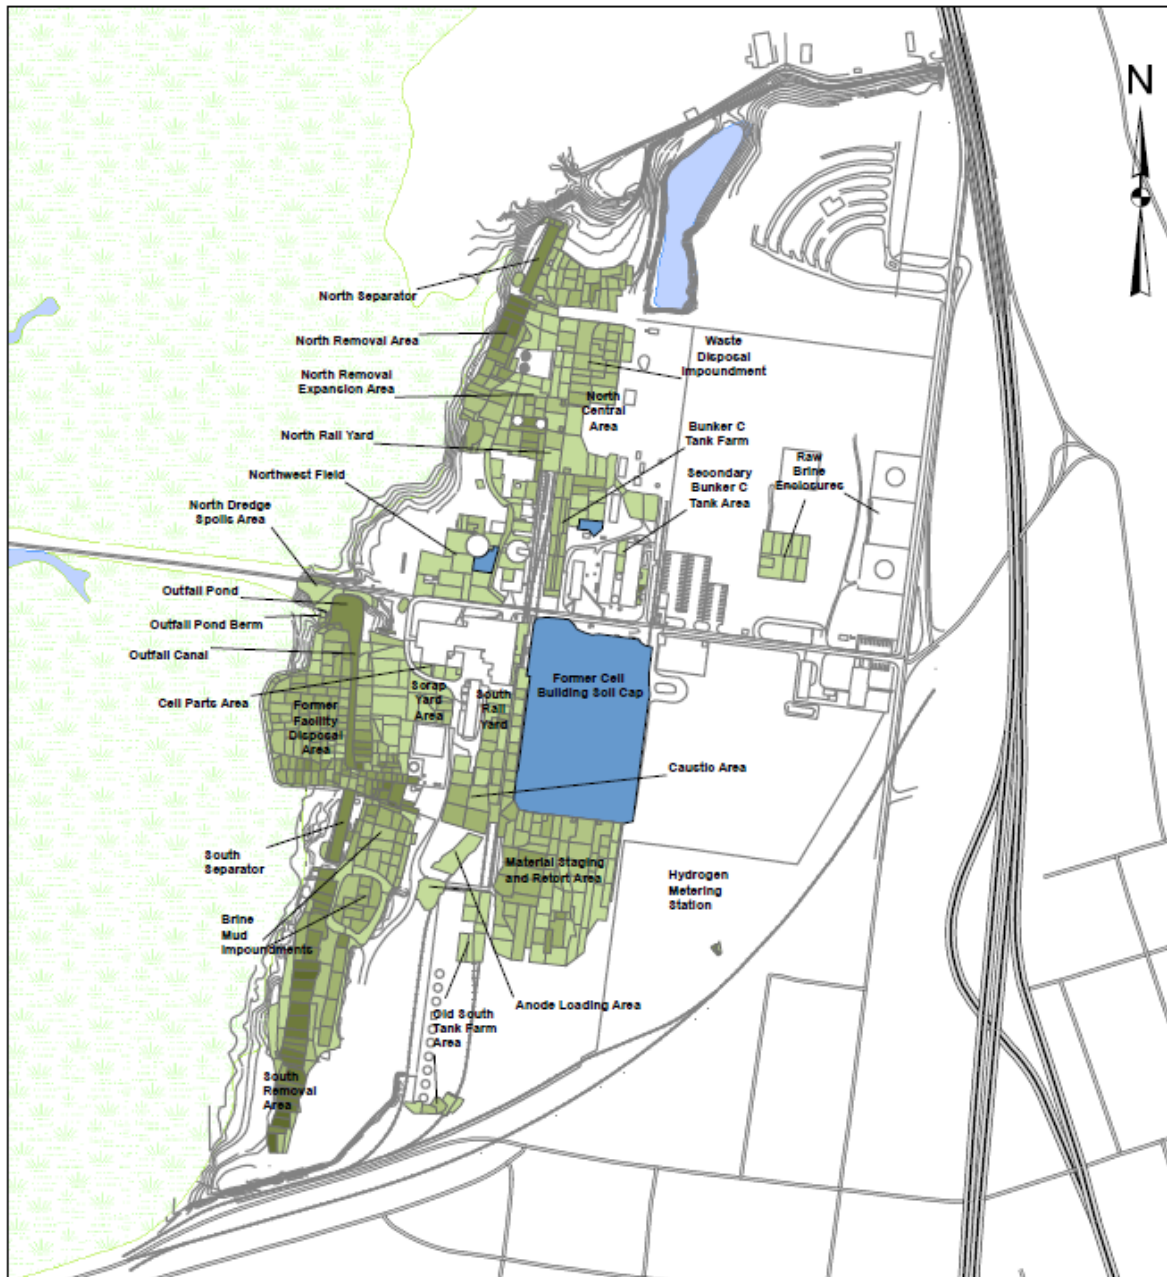 N
North Separator
North Removal Area
Waste
Disposal
Impoundment
North Removal
Expansion Area
North
Central
Area
North Rail Yard
Bunker C
Tank Farm
Northwest Field
Secondary
Bunker C
Tank Area
Raw
Brine
Enclosures
North Dredge
Spoils Area
Outfall Pond
Outfall Pond Berm
Outfall Canal
Cell Parts Area
Scrap
Yard
Area
South
Rail
Yard
Former Cell
Building Soil Cap
Former
Facility
Disposal
Area
Caustic Area
South
Separator
Material Staging
and Retort Area
Hydrogen
Metering
Station
Brine
Mud
Impoundments
Anode Loading Area
Old South
Tank Farm
Area
South
Removal
Area